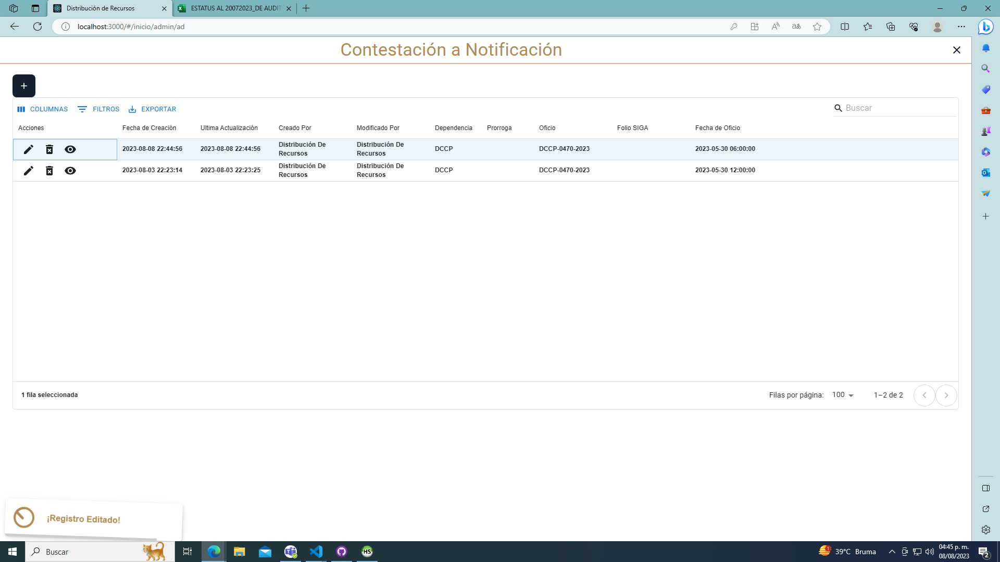 Distribución de Recursos
ESTATUS AL 20072023_DE AUDIT
localhost:3000/#/inicio/admin/ad
Contestación a Notificación
+
COLUMNAS FILTROS EXPORTAR Buscar
Acciones Fecha de Creación Ultima Actualización Creado Por Modificado Por Dependencia Prorroga Oficio Folio SIGA Fecha de Oficio
2023-08-08 22:44:56 2023-08-08 22:44:56 Distribución De Recursos Distribución De Recursos DCCP DCCP-0470-2023 2023-05-30 06:00:00
2023-08-03 22:23:14 2023-08-03 22:23:25 Distribución De Recursos Distribución De Recursos DCCP DCCP-0470-2023 2023-05-30 12:00:00
1 fila seleccionada Filas por página: 100 1–2 de 2
¡Registro Editado!
Buscar HS 1 39°C Bruma 04:45 p. m.
08/08/2023 2